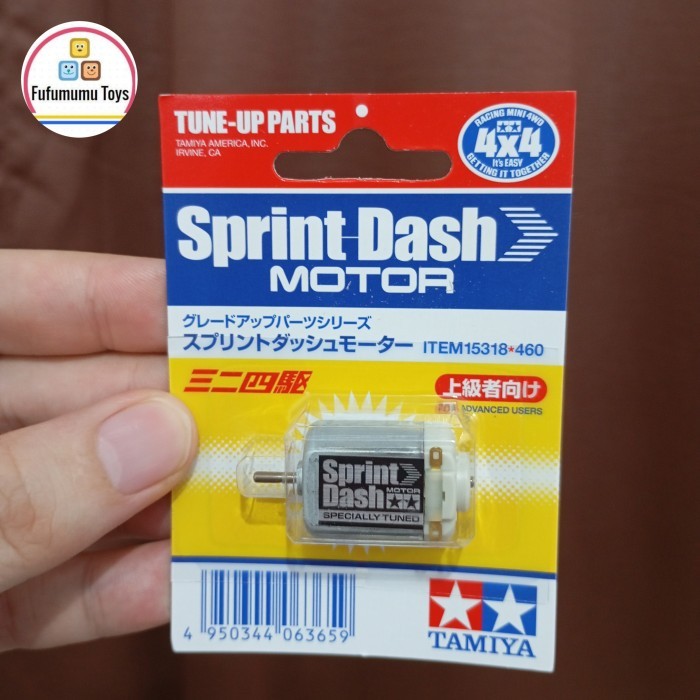 Fufumumu Toys
TUNE-UP PARTS
TAMIYA AMERICA, INC.
IRVINE, CA
RACING MINI 4WD
4x4
It's EASY
GETTING IT TOGETHER
Sprint Dash
MOTOR
グレードアップパーツシリーズ
スプリントダッシュモーター ITEM15318*460
三二四駆
上級者向け
FOR ADVANCED USERS
Sprint
Dash
MOTOR
SPECIALLY TUNED
4 950344 063659
TAMIYA